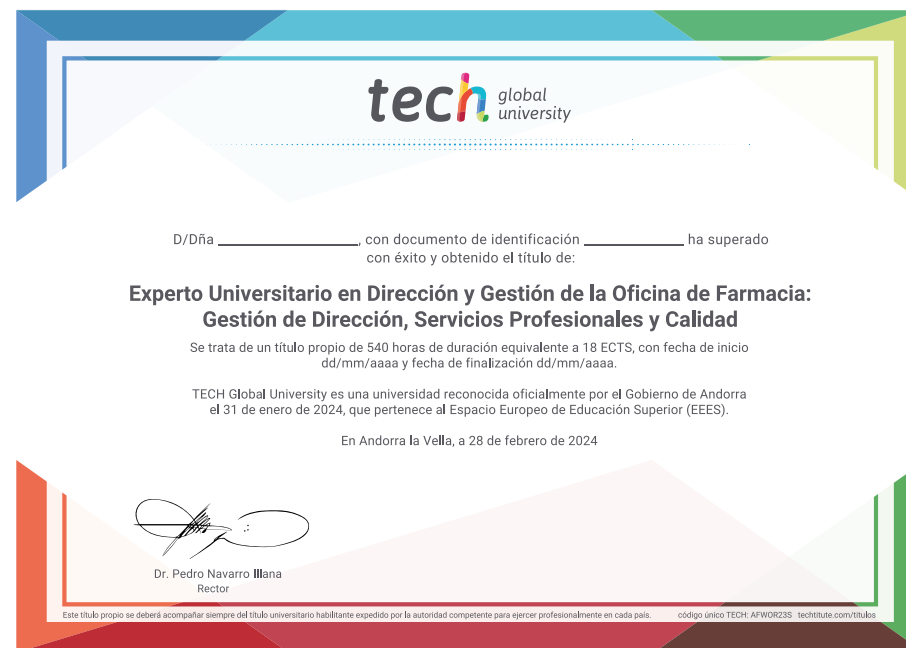 tech global university
D/Dña ______________, con documento de identificación __________ ha superado
con éxito y obtenido el título de:
Experto Universitario en Dirección y Gestión de la Oficina de Farmacia:
Gestión de Dirección, Servicios Profesionales y Calidad
Se trata de un título propio de 540 horas de duración equivalente a 18 ECTS, con fecha de inicio
dd/mm/aaaa y fecha de finalización dd/mm/aaaa.
TECH Global University es una universidad reconocida oficialmente por el Gobierno de Andorra
el 31 de enero de 2024, que pertenece al Espacio Europeo de Educación Superior (EEES).
En Andorra la Vella, a 28 de febrero de 2024
Dr. Pedro Navarro Illana
Rector
Este título propio se deberá acompañar siempre del título universitario habilitante expedido por la autoridad competente para ejercer profesionalmente en cada país. código único TECH: AFWOR23S techtitute.com/titulos